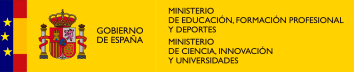 GOBIERNO
DE ESPAÑA
MINISTERIO
DE EDUCACIÓN, FORMACIÓN PROFESIONAL
Y DEPORTES
MINISTERIO
DE CIENCIA, INNOVACIÓN
Y UNIVERSIDADES